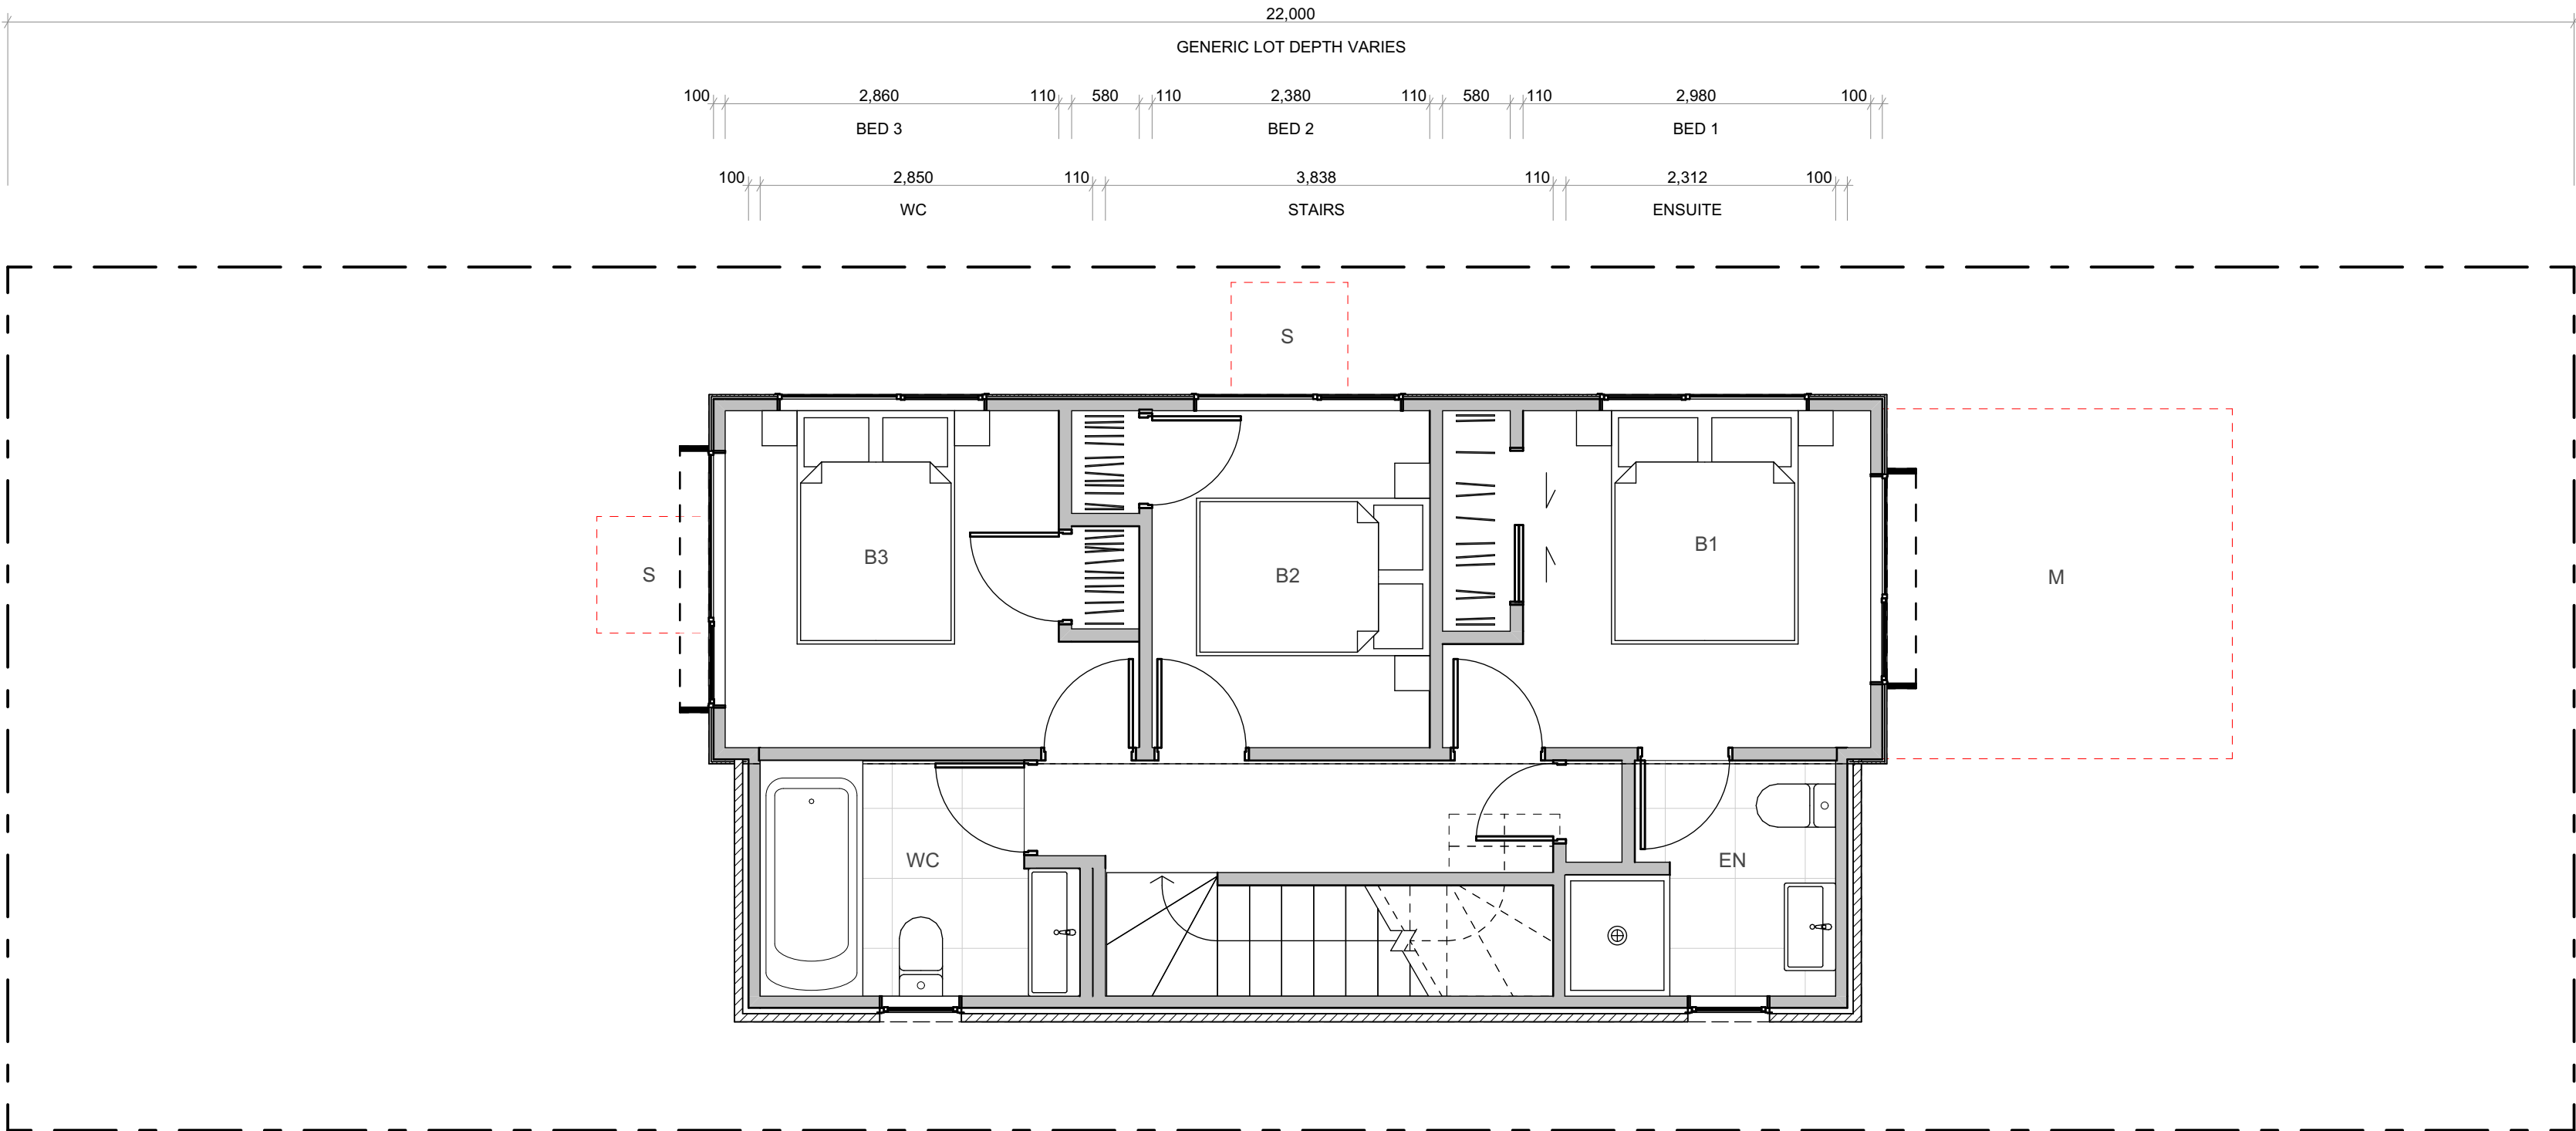 22,000
GENERIC LOT DEPTH VARIES
100 2,860 110 580 110 2,380 110 580 110 2,980 100
BED 3 BED 2 BED 1
100 2,850 110 3,838 110 2,312 100
WC STAIRS ENSUITE
S
B3
B2
B1
S
M
WC
EN